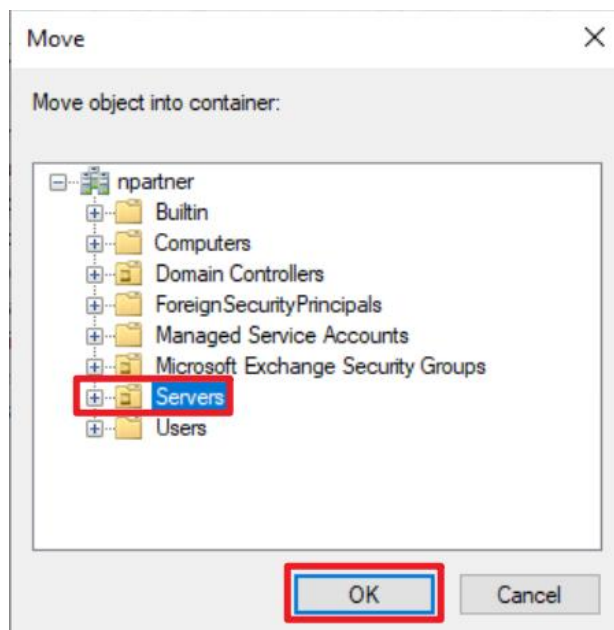 Move
Move object into container:
npartner
Builtin
Computers
Domain Controllers
ForeignSecurityPrincipals
Managed Service Accounts
Microsoft Exchange Security Groups
Servers
Users
OK
Cancel